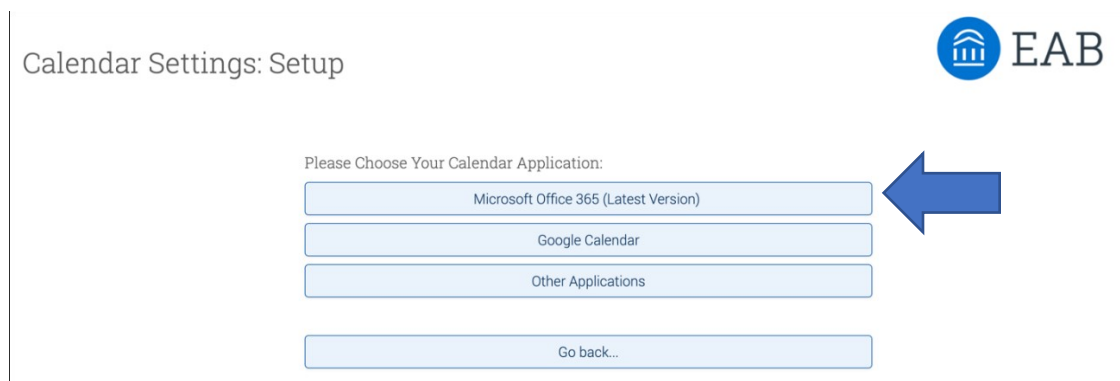 Calendar Settings: Setup
EAB
Please Choose Your Calendar Application:
Microsoft Office 365 (Latest Version)
Google Calendar
Other Applications
Go back...